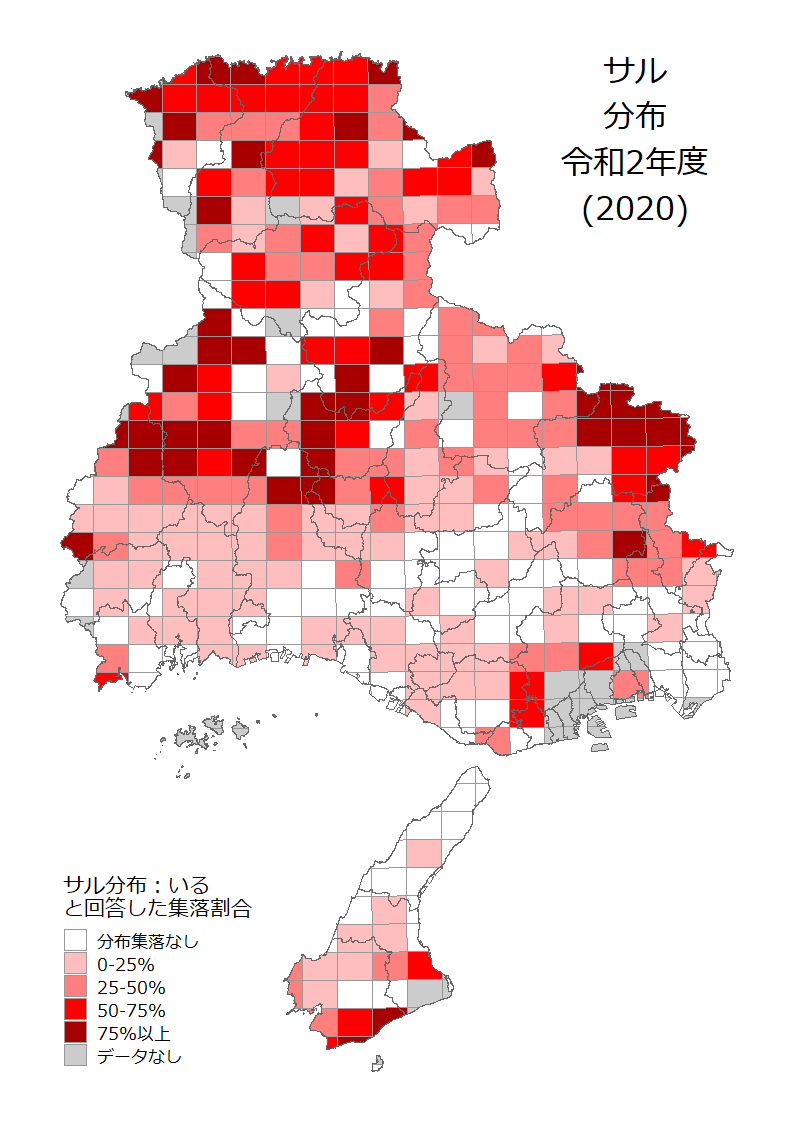 サル
分布
令和2年度
(2020)
サル分布：いる
と回答した集落割合
分布集落なし
0-25%
25-50%
50-75%
75%以上
データなし